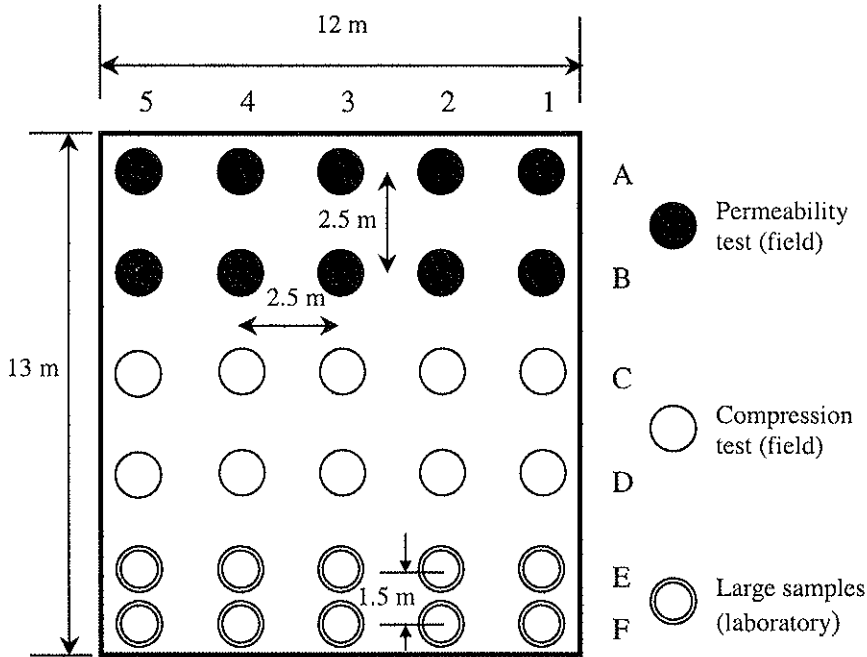 12 m
5 4 3 2 1
A
2.5 m
Permeability
test (field)
B
2.5 m
13 m
C
Compression
test (field)
D
E
1.5 m
Large samples
(laboratory)
F